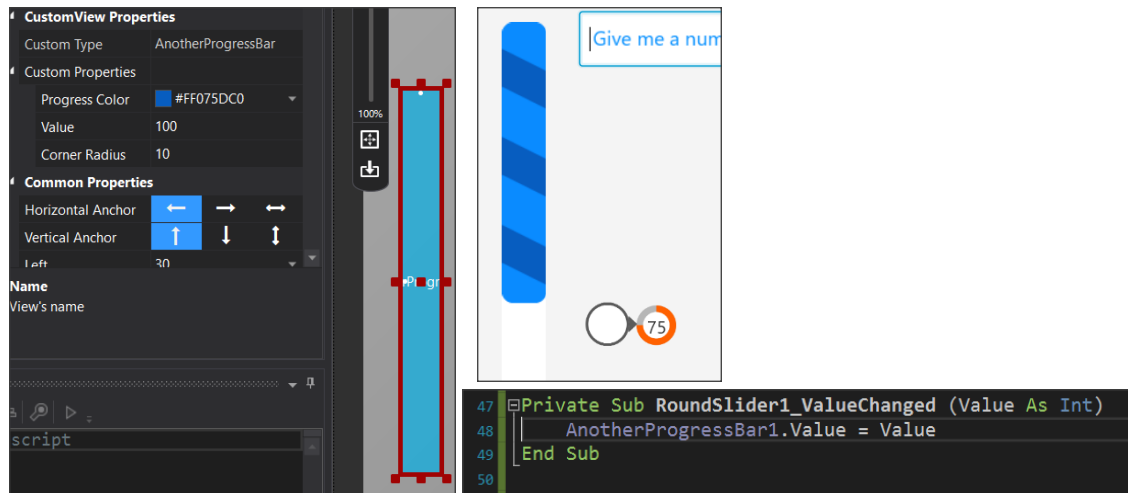 CustomView Properties
Custom Type AnotherProgressBar
Custom Properties
Progress Color #FF075DC0
Value 100
Corner Radius 10
Common Properties
Horizontal Anchor
Vertical Anchor
Left 30
Name
View's name
script
100%
Progr
Give me a num
75
47 Private Sub RoundSlider1_ValueChanged (Value As Int)
48 AnotherProgressBar1.Value = Value
49 End Sub
50